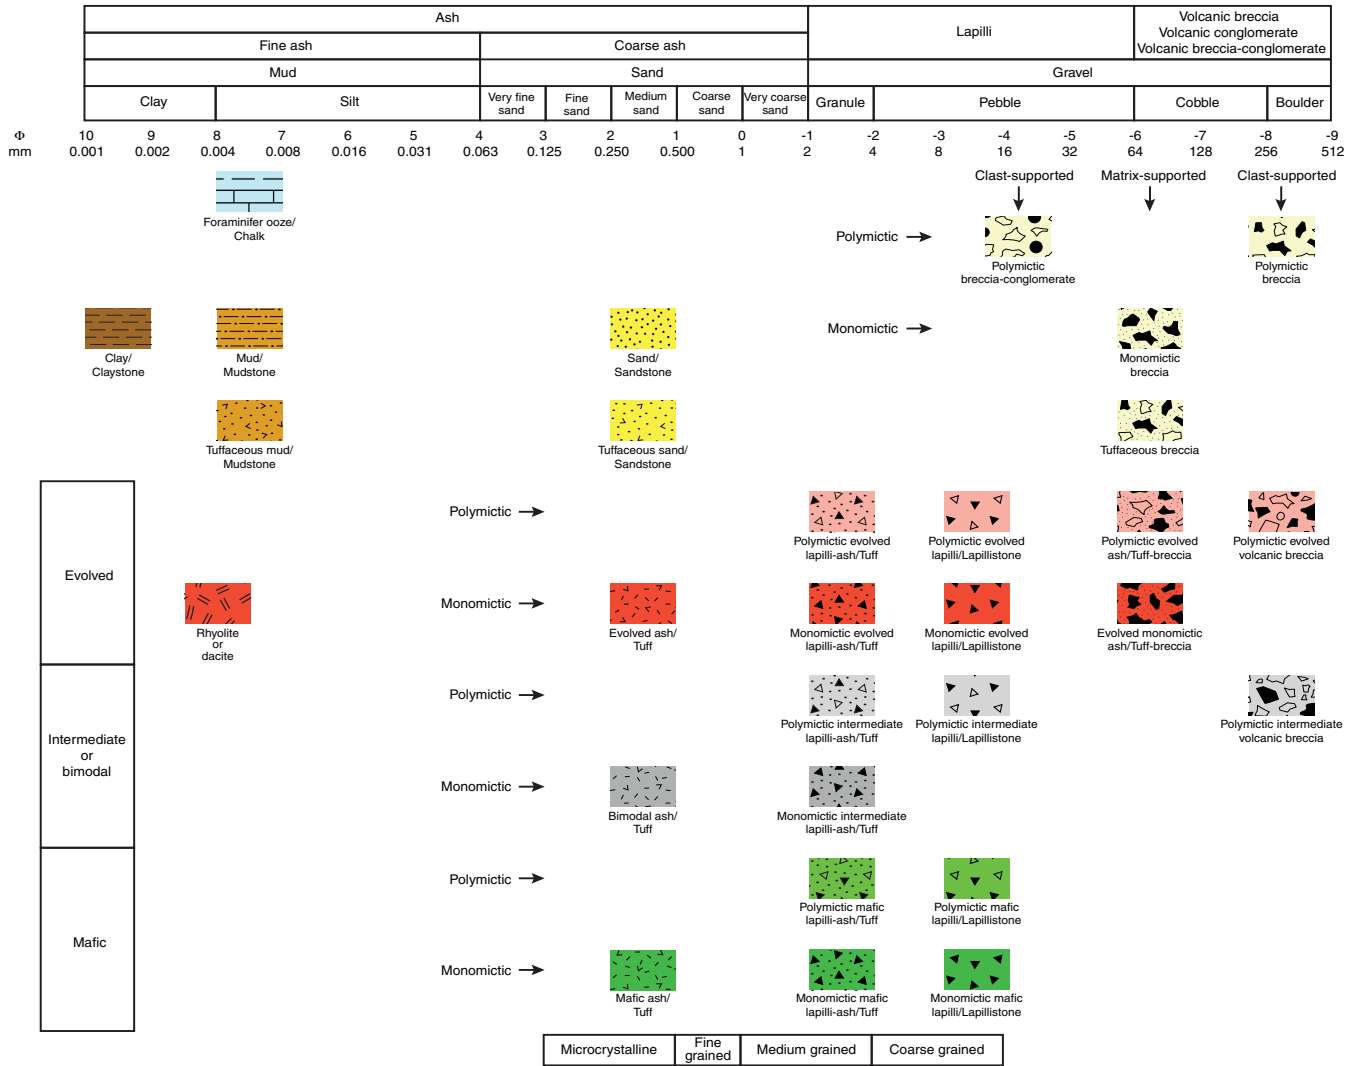 Ash
Lapilli
Volcanic breccia
Volcanic conglomerate
Volcanic breccia-conglomerate
Fine ash
Coarse ash
Mud
Sand
Gravel
Clay
Silt
Very fine
sand
Fine
sand
Medium
sand
Coarse
sand
Very coarse
sand
Granule
Pebble
Cobble
Boulder
Φ 10 9 8 7 6 5 4 3 2 1 0 -1 -2 -3 -4 -5 -6 -7 -8 -9
mm 0.001 0.002 0.004 0.008 0.016 0.031 0.063 0.125 0.250 0.500 1 2 4 8 16 32 64 128 256 512
Clast-supported
Matrix-supported
Clast-supported
Foraminifer ooze/
Chalk
Polymictic
Polymictic
breccia-conglomerate
Polymictic
breccia
Monomictic
Clay/
Claystone
Mud/
Mudstone
Sand/
Sandstone
Monomictic
breccia
Tuffaceous mud/
Mudstone
Tuffaceous sand/
Sandstone
Tuffaceous breccia
Evolved
Polymictic
Polymictic evolved
lapilli-ash/Tuff
Polymictic evolved
lapilli/Lapillistone
Polymictic evolved
ash/Tuff-breccia
Polymictic evolved
volcanic breccia
Monomictic
Rhyolite
or
dacite
Evolved ash/
Tuff
Monomictic evolved
lapilli-ash/Tuff
Monomictic evolved
lapilli/Lapillistone
Evolved monomictic
ash/Tuff-breccia
Intermediate
or
bimodal
Polymictic
Polymictic intermediate
lapilli-ash/Tuff
Polymictic intermediate
lapilli/Lapillistone
Polymictic intermediate
volcanic breccia
Monomictic
Bimodal ash/
Tuff
Monomictic intermediate
lapilli-ash/Tuff
Mafic
Polymictic
Polymictic mafic
lapilli-ash/Tuff
Polymictic mafic
lapilli/Lapillistone
Monomictic
Mafic ash/
Tuff
Monomictic mafic
lapilli-ash/Tuff
Monomictic mafic
lapilli/Lapillistone
Microcrystalline
Fine
grained
Medium grained
Coarse grained